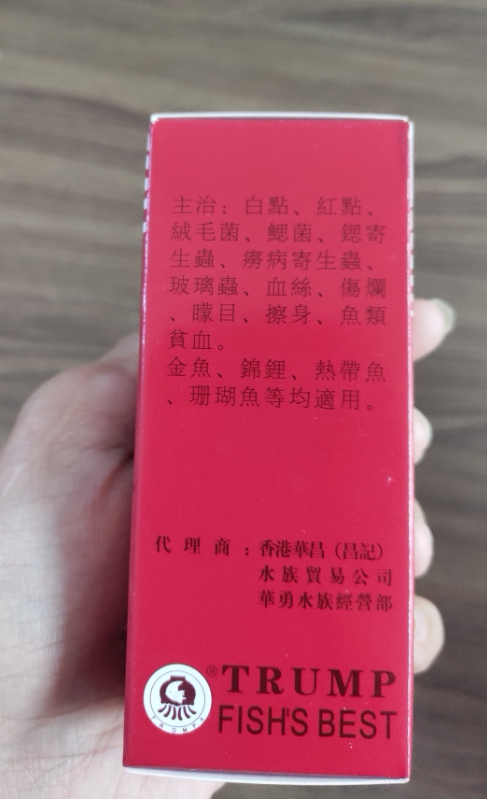 主治：白點、紅點、
絨毛菌、鰓菌、鍶寄
生蟲、癆病寄生蟲、
玻璃蟲、血絲、傷爛
、矇目、擦身、魚類
貧血。
金魚、錦鯉、熱帶魚
、珊瑚魚等均適用。
代理商：香港華昌（昌記）
水族貿易公司
華勇水族經營部
®TRUMP
FISH'S BEST